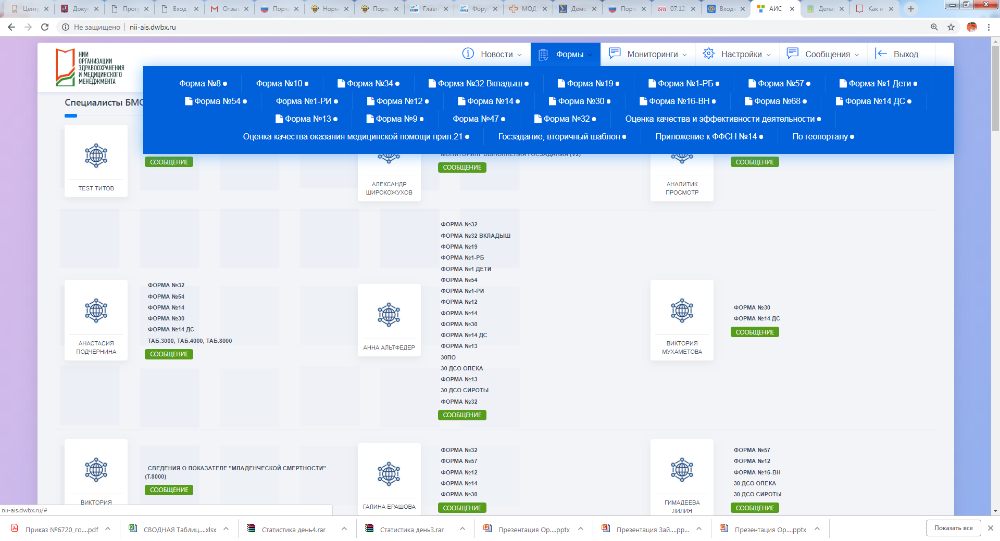 Центр
Доку
Прогр
Вход
Отзы
Порта
Норм
Порта
Главн
Фору
МОД
Демо
Порта
07.12
Входя
АИС
Депар
Как и
Не защищено | nii-ais.dwbx.ru
НИИ
ОРГАНИЗАЦИИ
ЗДРАВООХРАНЕНИЯ
И МЕДИЦИНСКОГО
МЕНЕДЖМЕНТА
Новости Формы Мониторинги Настройки Сообщения Выход
Форма №8 Форма №10 Форма №34 Форма №32 Вкладыш Форма №19 Форма №1-РБ Форма №57 Форма №1 Дети
Форма №54 Форма №1-РИ Форма №12 Форма №14 Форма №30 Форма №16-ВН Форма №68 Форма №14 ДС
Форма №13 Форма №9 Форма №47 Форма №32 Оценка качества и эффективности деятельности
Оценка качества оказания медицинской помощи прил.21 Госзадание, вторичный шаблон Приложение к ФФСН №14 По геопорталу
Специалисты БМС
TEST ТИТОВ
СООБЩЕНИЕ
АЛЕКСАНДР
ШИРОКОЖУХОВ
МОНИТОРИНГ ВЫПОЛНЕНИЯ ГОСЗАДАНИЯ (V2)
СООБЩЕНИЕ
АНАЛИТИК
ПРОСМОТР
СООБЩЕНИЕ
АНАСТАСИЯ
ПОДЧЕРНИНА
ФОРМА №32
ФОРМА №54
ФОРМА №14
ФОРМА №30
ФОРМА №14 ДС
ТАБ.3000, ТАБ.4000, ТАБ.8000
СООБЩЕНИЕ
АННА АЛЬТФЕДЕР
ФОРМА №32
ФОРМА №32 ВКЛАДЫШ
ФОРМА №19
ФОРМА №1-РБ
ФОРМА №1 ДЕТИ
ФОРМА №54
ФОРМА №1-РИ
ФОРМА №12
ФОРМА №14
ФОРМА №30
ФОРМА №14 ДС
ФОРМА №13
30ПО
30 ДСО ОПЕКА
ФОРМА №13
30 ДСО СИРОТЫ
ФОРМА №32
СООБЩЕНИЕ
ВИКТОРИЯ
МУХАМЕТОВА
ФОРМА №30
ФОРМА №14 ДС
СООБЩЕНИЕ
ВИКТОРИЯ
СВЕДЕНИЯ О ПОКАЗАТЕЛЕ "МЛАДЕНЧЕСКОЙ СМЕРТНОСТИ"
(Т.8000)
СООБЩЕНИЕ
ГАЛИНА ЕРАШОВА
ФОРМА №32
ФОРМА №57
ФОРМА №12
ФОРМА №14
ФОРМА №30
СООБЩЕНИЕ
ГИМАДЕЕВА
ЛИЛИЯ
ФОРМА №57
ФОРМА №12
ФОРМА №16-ВН
30 ДСО ОПЕКА
30 ДСО СИРОТЫ
СООБЩЕНИЕ
nii-ais.dwbx.ru/#
Приказ №6720_го....pdf
СВОДНАЯ Таблиц....xlsx
Статистика день4.rar
Статистика день3.rar
Презентация Ор....pptx
Презентация Зай....pp...
Презентация Ор....pptx
Показать все